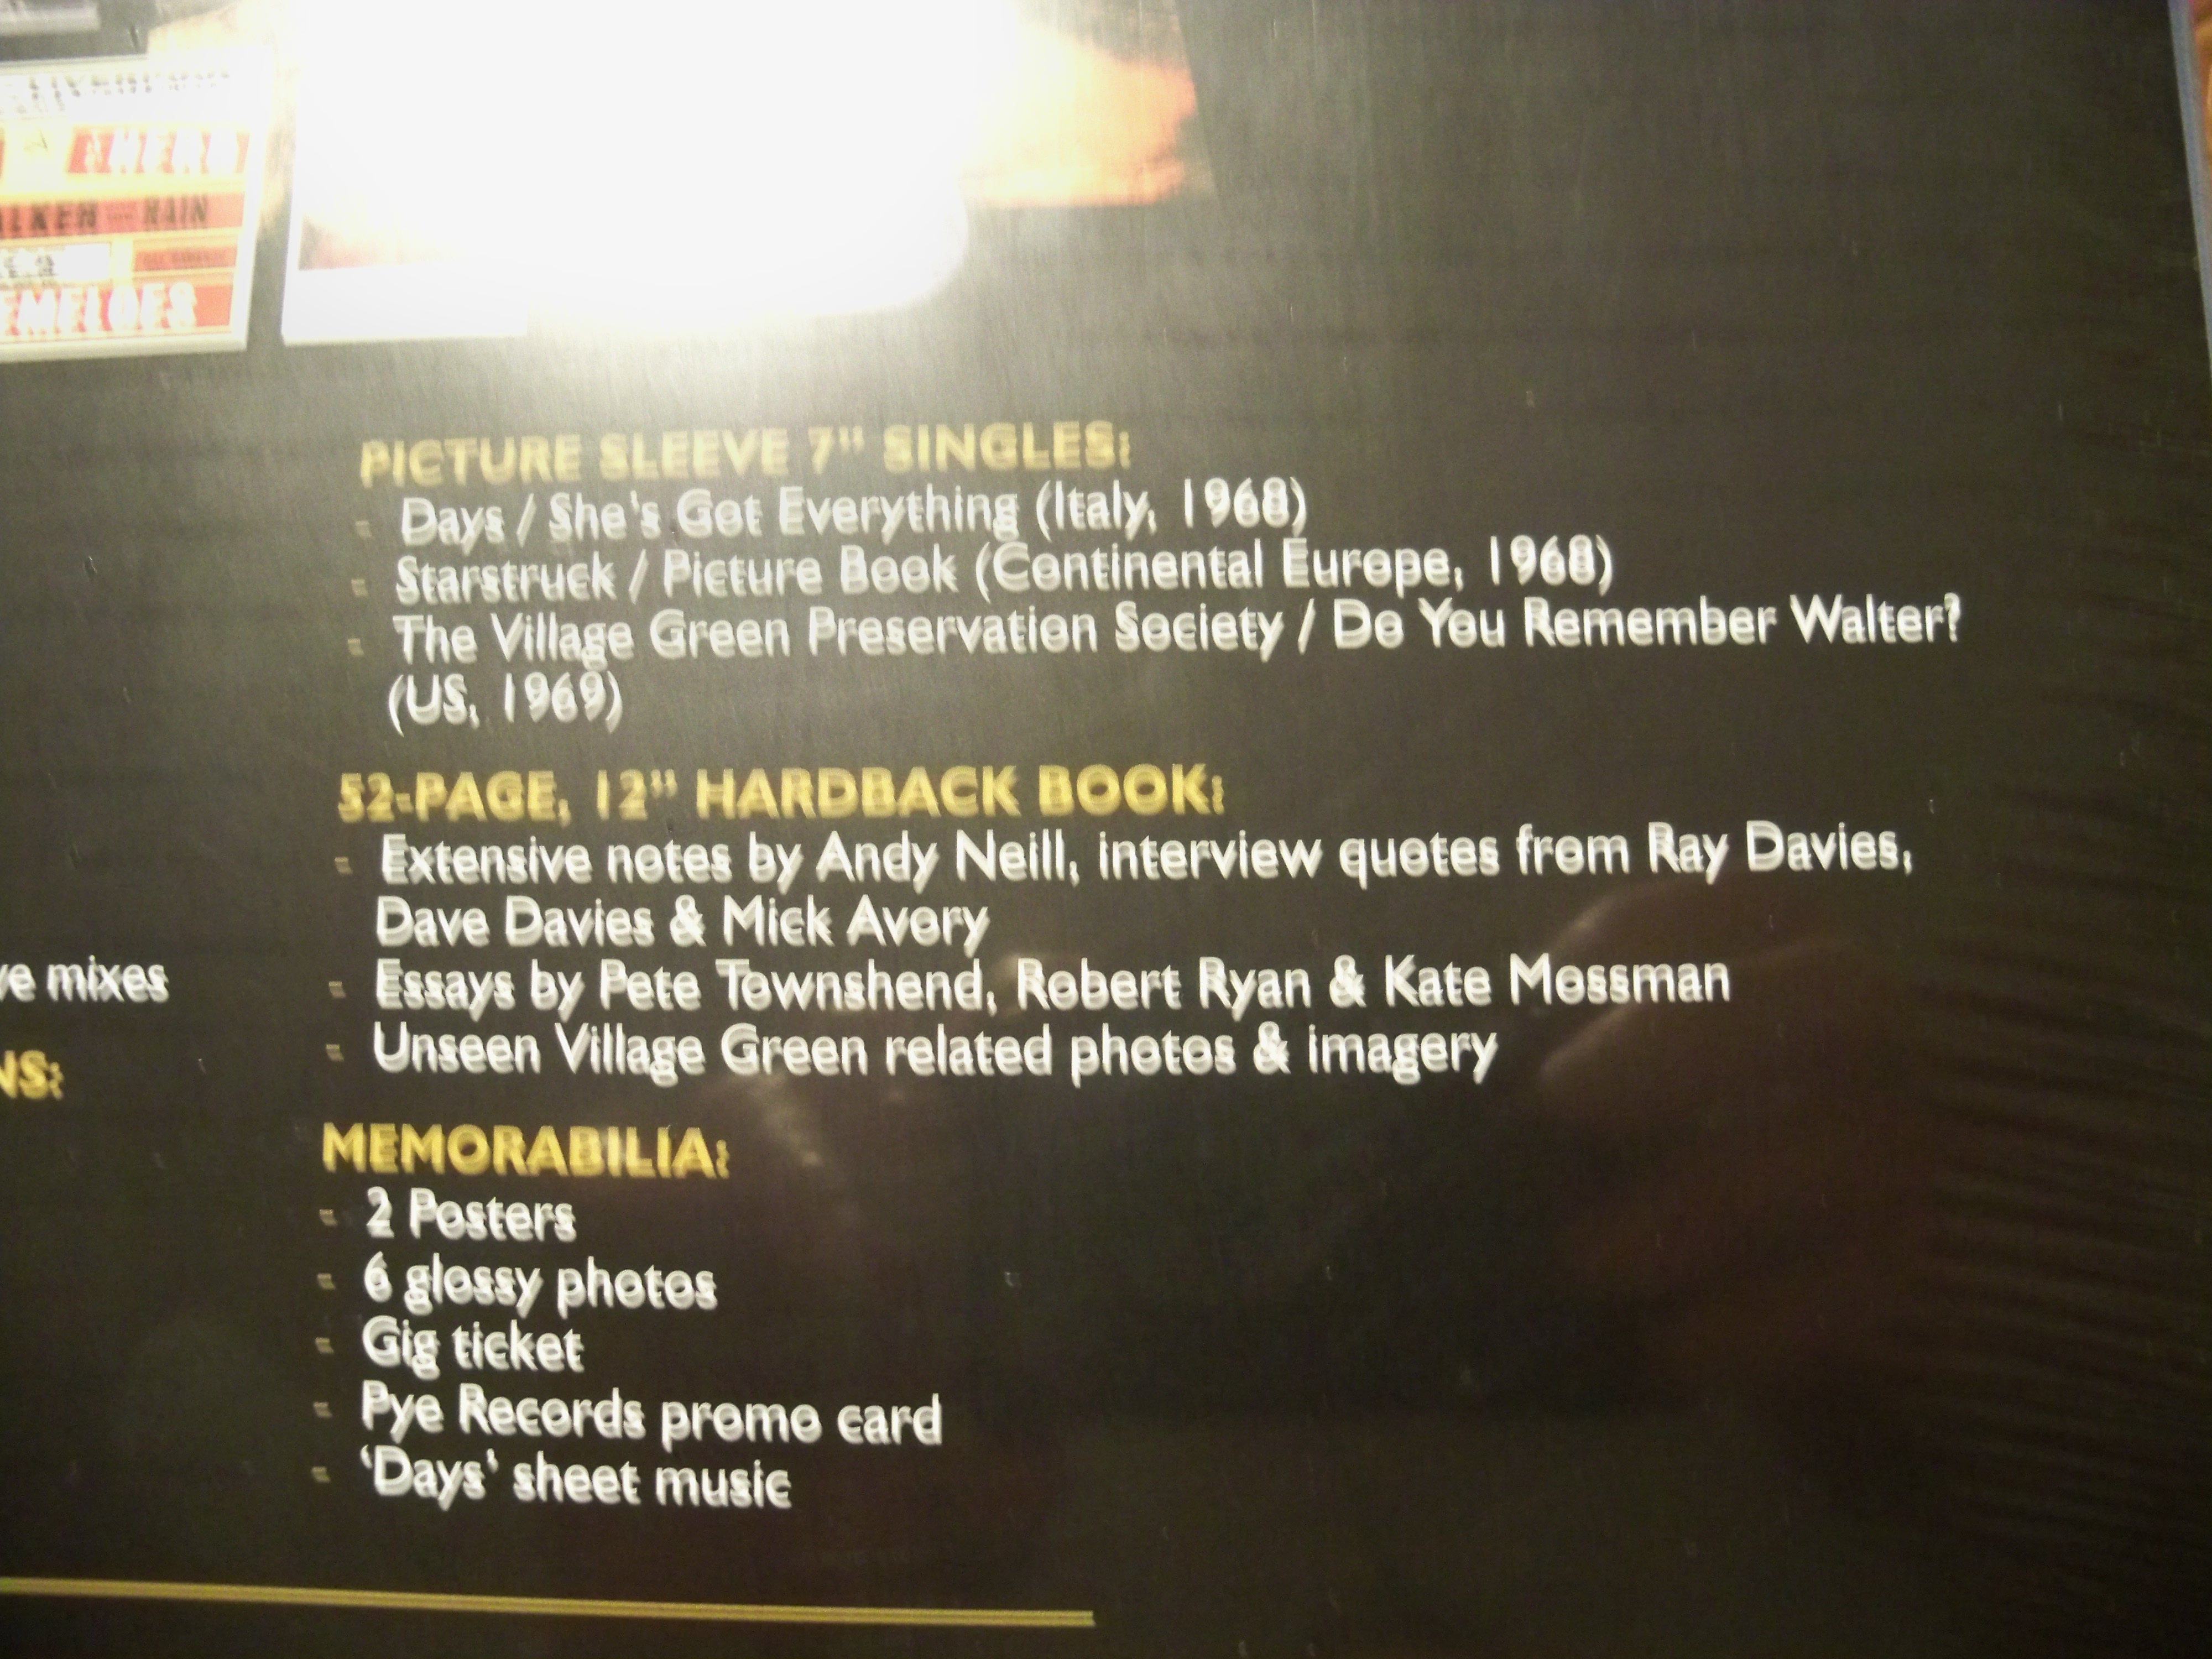 RAIN
EMELOES
PICTURE SLEEVE 7" SINGLES:
Days / She's Got Everything (Italy, 1968)
Starstruck / Picture Book (Continental Europe, 1968)
The Village Green Preservation Society / Do You Remember Walter?
(US, 1969)
52-PAGE, 12" HARDBACK BOOK:
Extensive notes by Andy Neill, interview quotes from Ray Davies,
Dave Davies & Mick Avory
Essays by Pete Townshend, Robert Ryan & Kate Mossman
Unseen Village Green related photos & imagery
ve mixes
NS:
MEMORABILIA:
2 Posters
6 glossy photos
Gig ticket
Pye Records promo card
'Days' sheet music